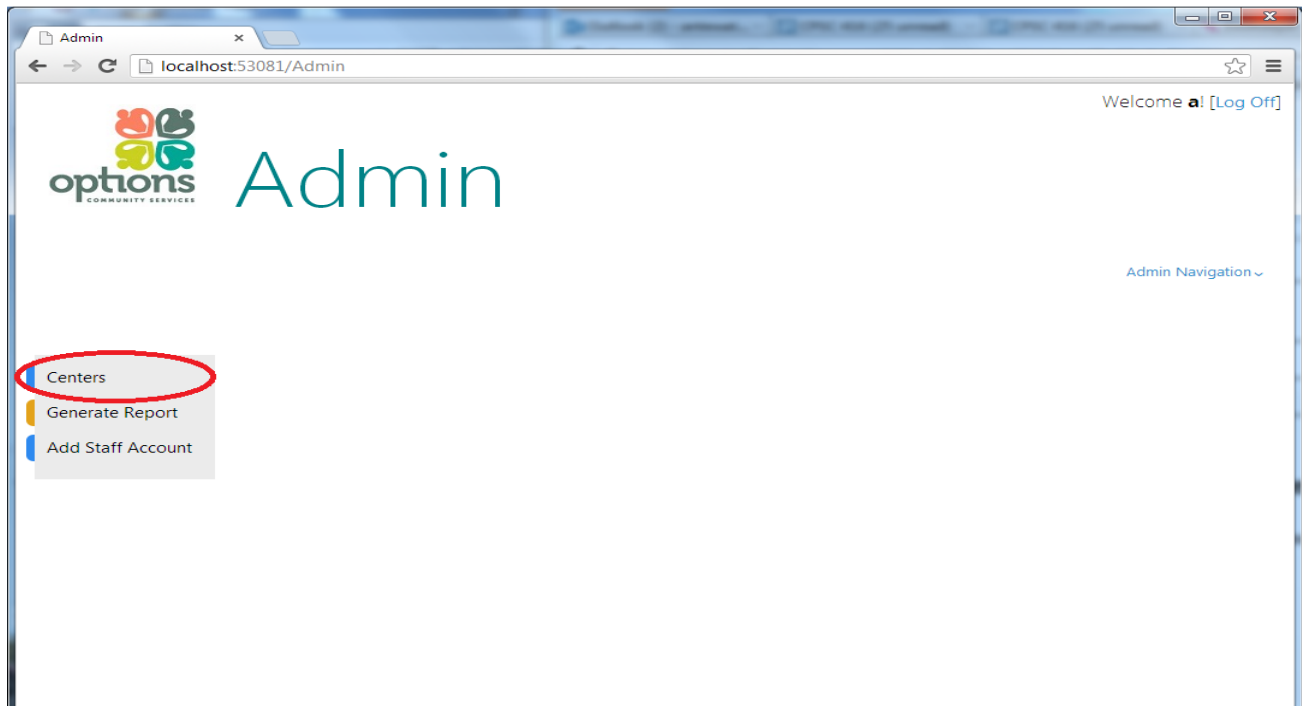 Admin
localhost:53081/Admin
Welcome a! [Log Off]
options
COMMUNITY SERVICES
Admin
Admin Navigation
Centers
Generate Report
Add Staff Account